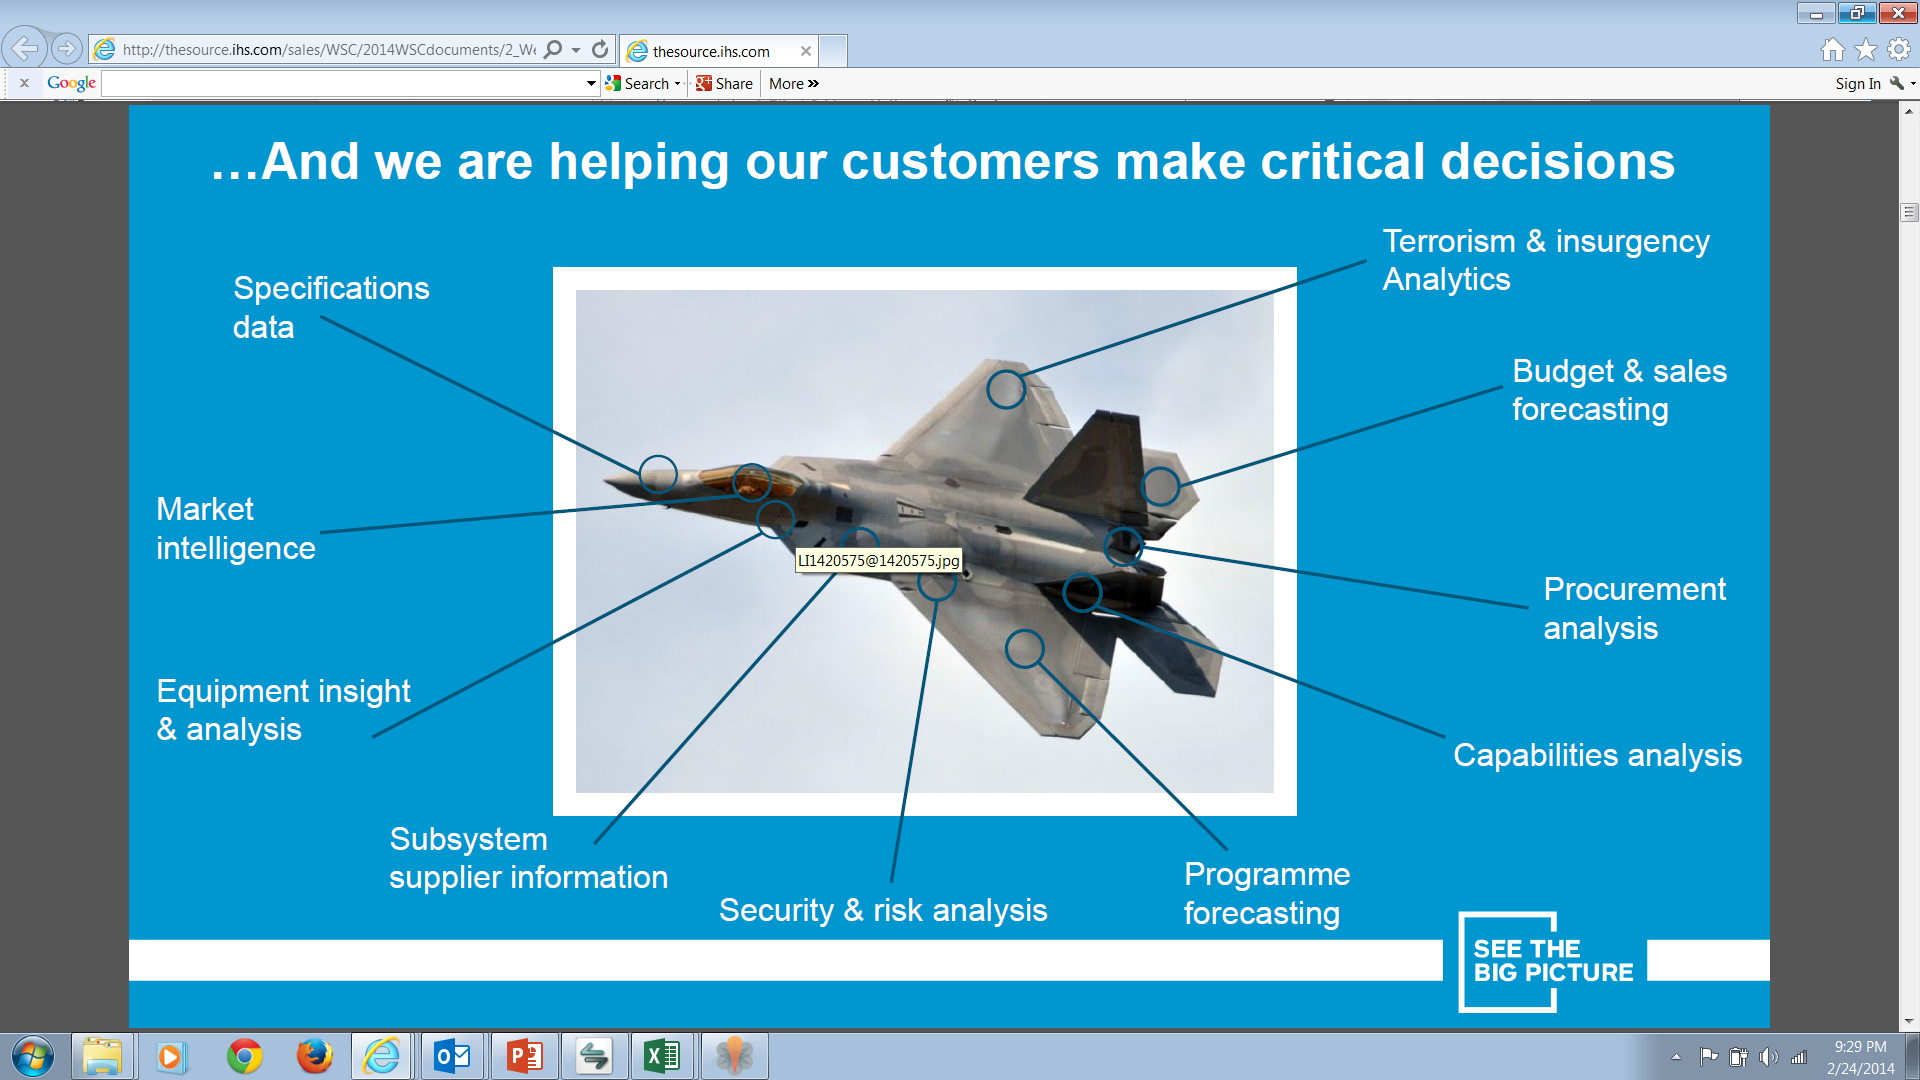 http://thesource.ihs.com/sales/WSC/2014WSCdocuments/2_We
thesource.ihs.com
x Google
Search
Share
More »
Sign In
…And we are helping our customers make critical decisions
Terrorism & insurgency
Analytics
Specifications
data
Budget & sales
forecasting
Market
intelligence
LI1420575@1420575.jpg
Procurement
analysis
Equipment insight
& analysis
Capabilities analysis
Subsystem
supplier information
Programme
forecasting
Security & risk analysis
SEE THE
BIG PICTURE
9:29 PM
2/24/2014